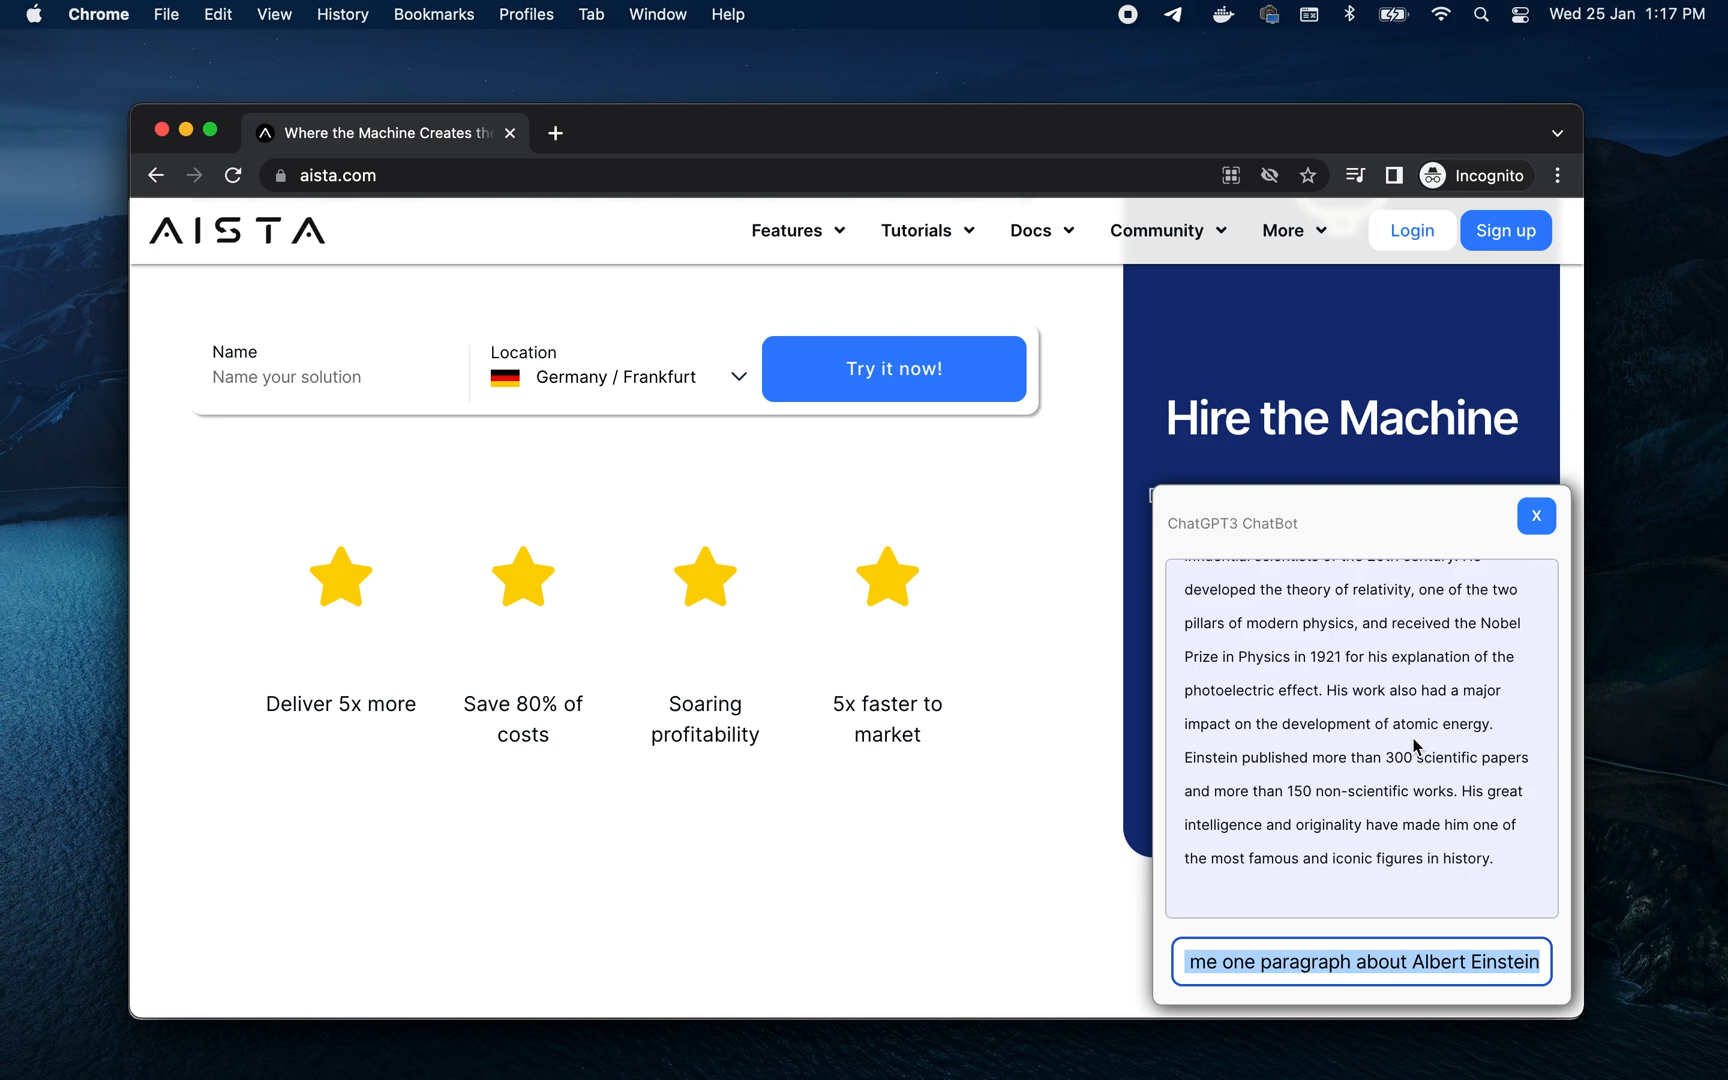 Chrome File Edit View History Bookmarks Profiles Tab Window Help Wed 25 Jan 1:17 PM
Where the Machine Creates the
aista.com Incognito
AISTA Features Tutorials Docs Community More Login Sign up
Name
Name your solution
Location
Germany / Frankfurt
Try it now!
Hire the Machine
Deliver 5x more
Save 80% of
costs
Soaring
profitability
5x faster to
market
ChatGPT3 ChatBot X
developed the theory of relativity, one of the two
pillars of modern physics, and received the Nobel
Prize in Physics in 1921 for his explanation of the
photoelectric effect. His work also had a major
impact on the development of atomic energy.
Einstein published more than 300 scientific papers
and more than 150 non-scientific works. His great
intelligence and originality have made him one of
the most famous and iconic figures in history.
me one paragraph about Albert Einstein